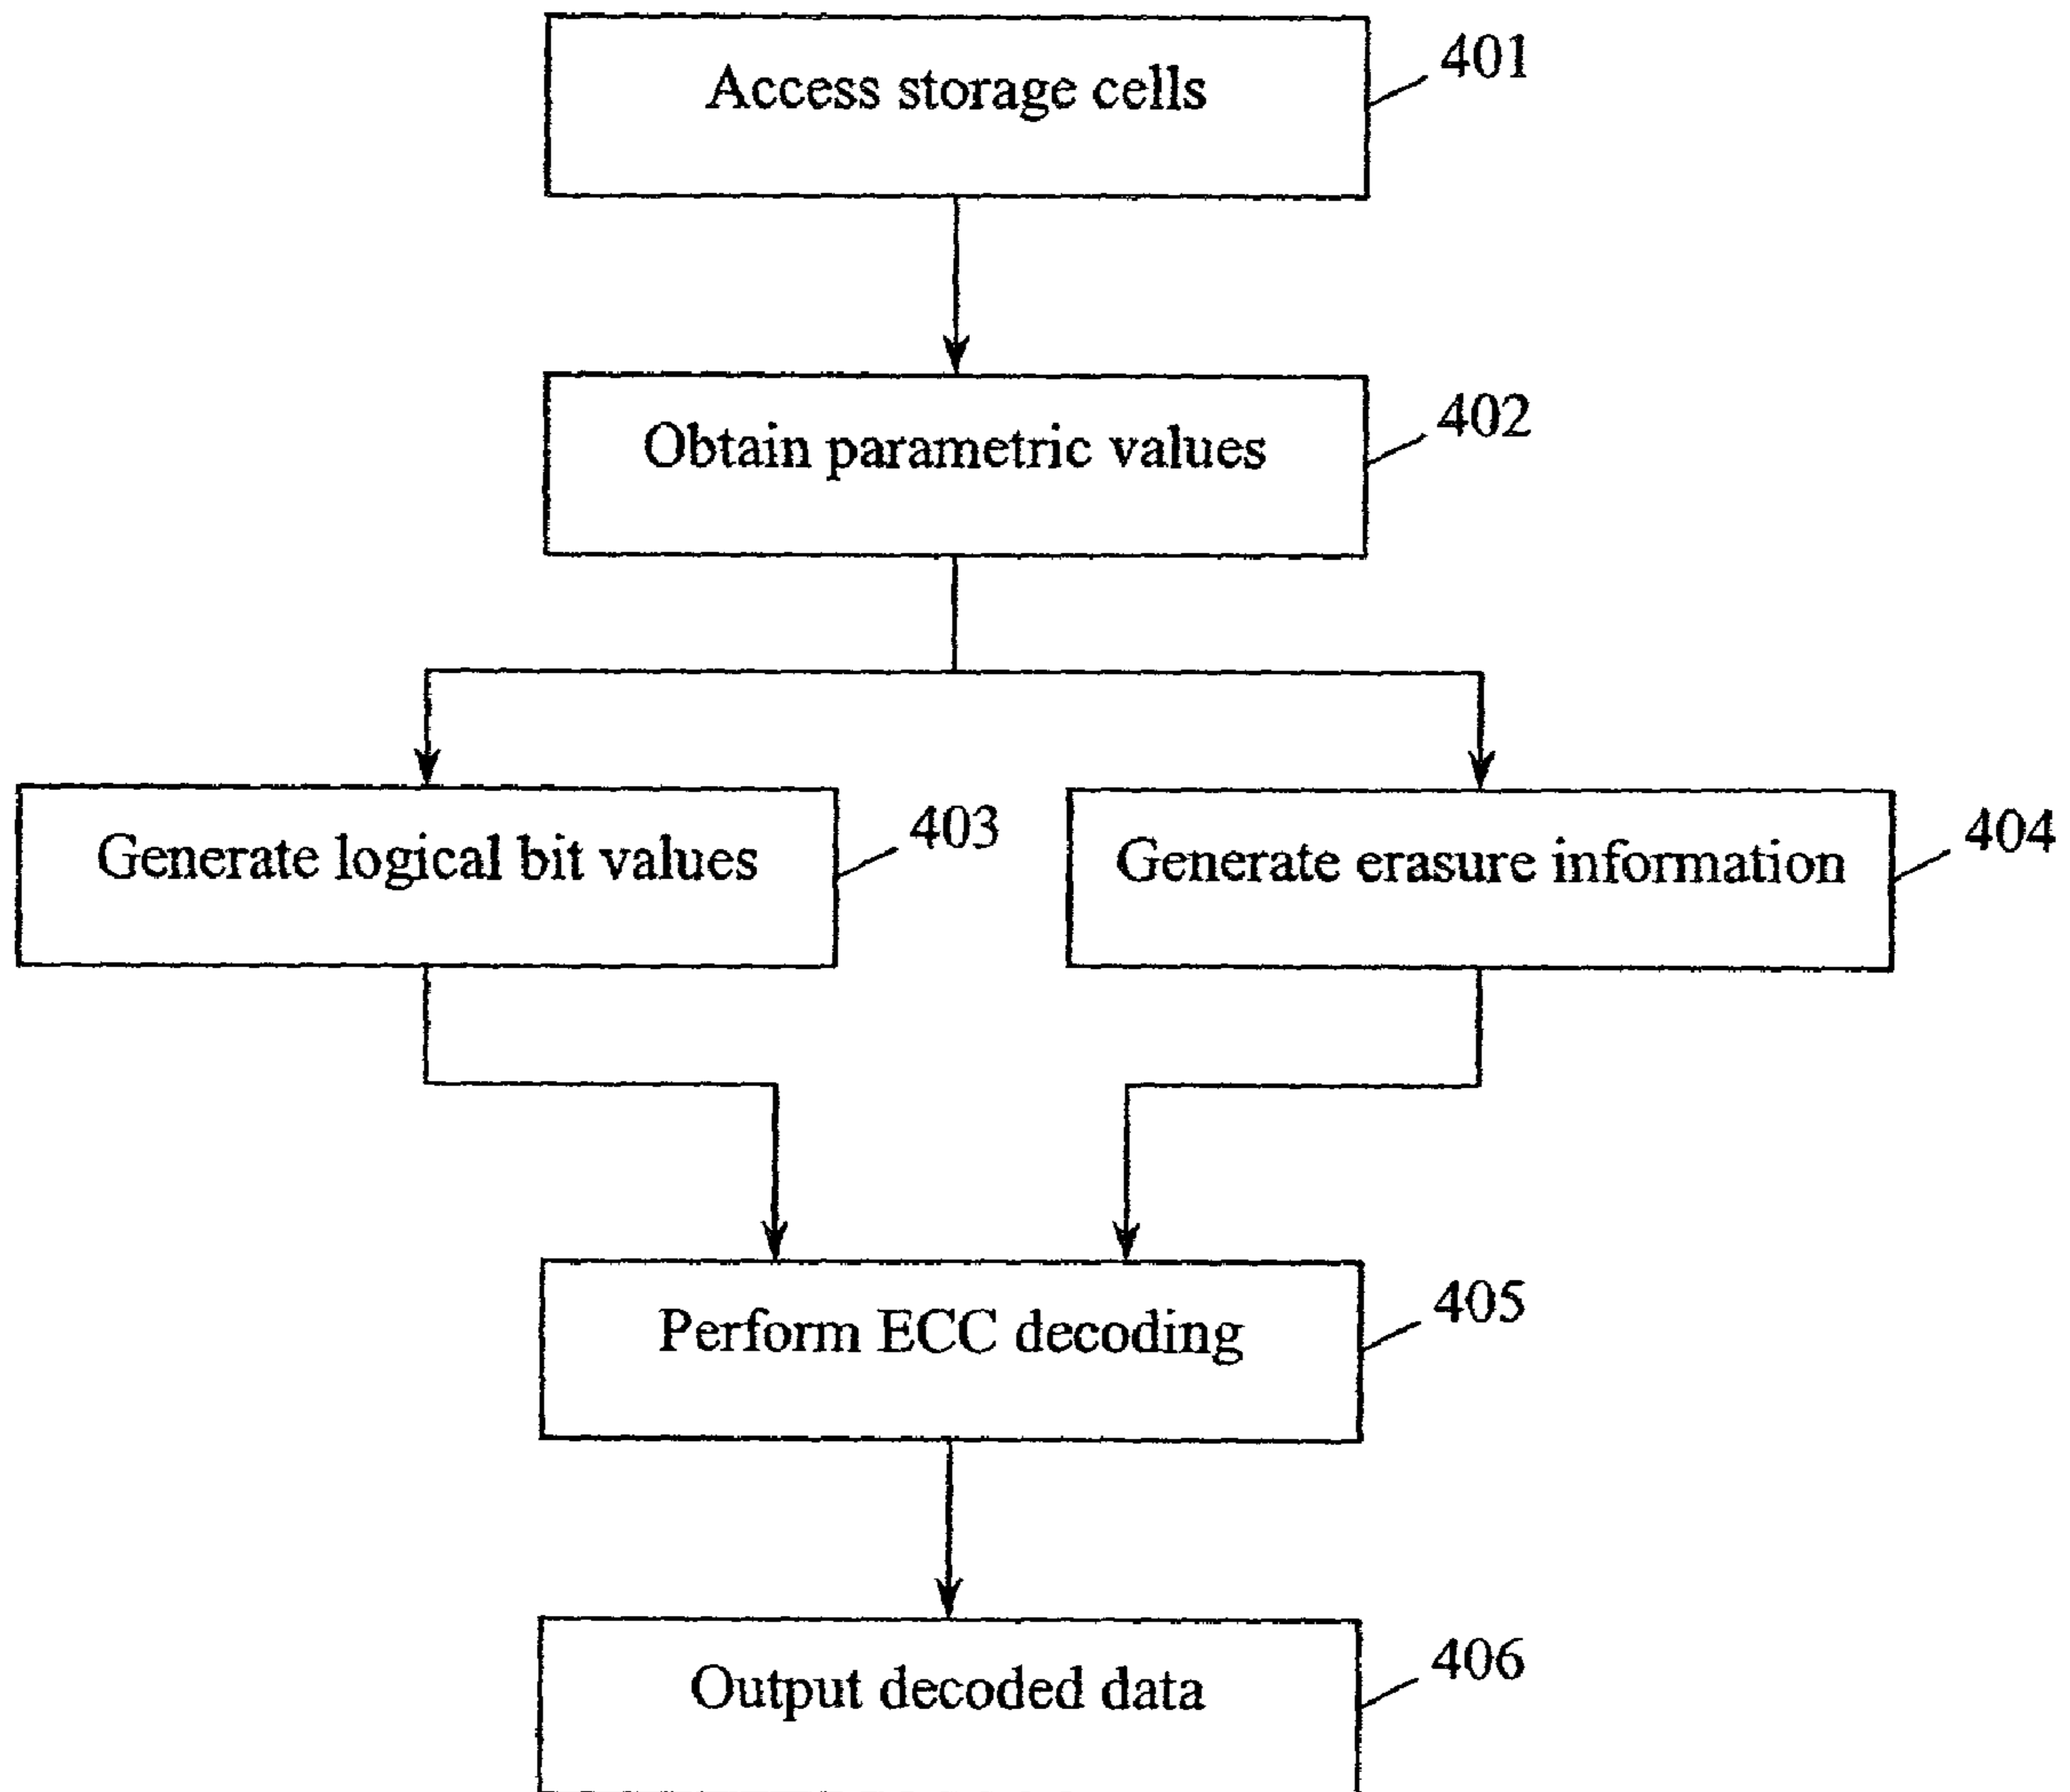 Access storage cells
401
Obtain parametric values
402
Generate logical bit values
403
Generate erasure information
404
Perform ECC decoding
405
Output decoded data
406